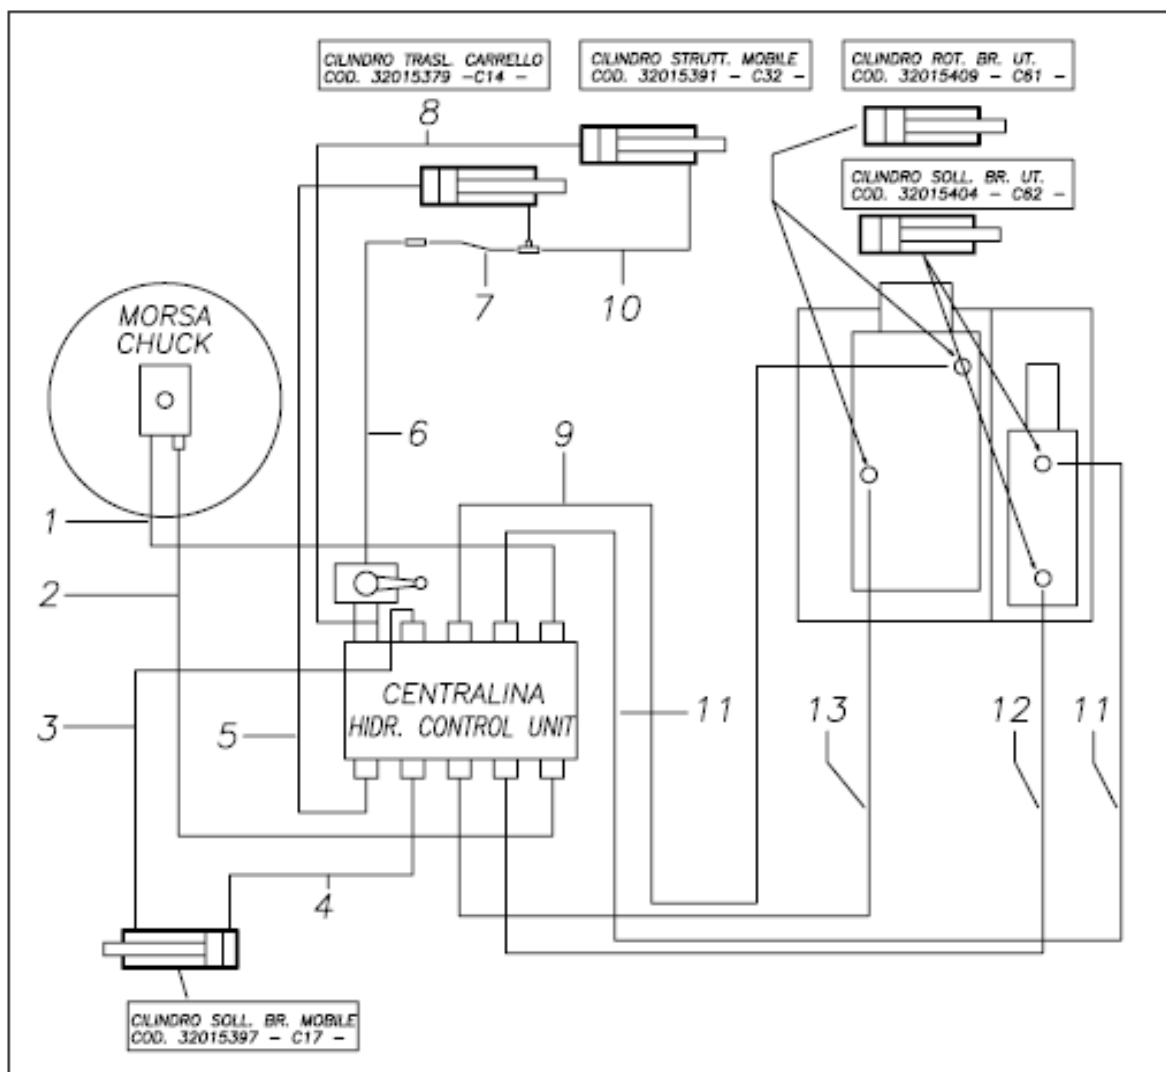 CILINDRO TRASL. CARRELLO
COD. 32015379 -C14 -
CILINDRO STRUTT. MOBILE
COD. 32015391 - C32 -
CILINDRO ROT. BR. UT.
COD. 32015409 - C61 -
8
CILINDRO SOLL. BR. UT.
COD. 32015404 - C62 -
7
10
MORSA
CHUCK
6
9
1
2
3
5
CENTRALINA
HIDR. CONTROL UNIT
11
13
12
11
4
CILINDRO SOLL. BR. MOBILE
COD. 32015397 - C17 -